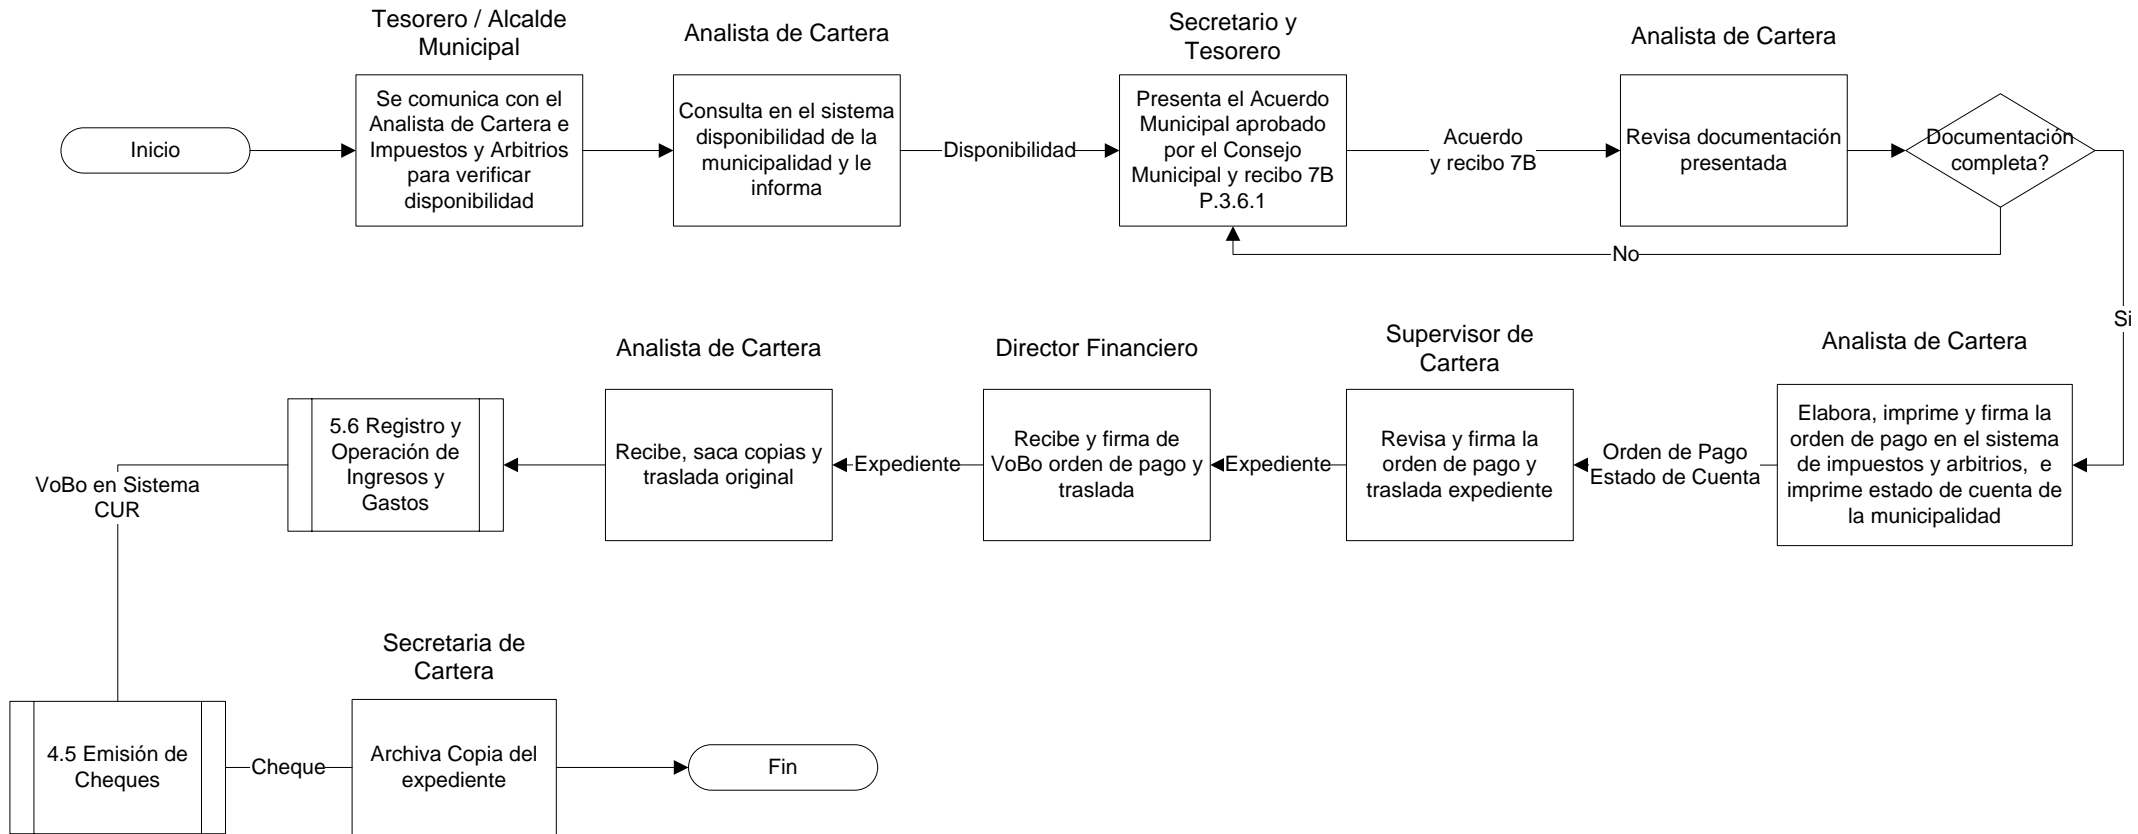 Tesorero / Alcalde
Municipal
Analista de Cartera
Secretario y
Tesorero
Analista de Cartera
Inicio
Se comunica con el
Analista de Cartera e
Impuestos y Arbitrios
para verificar
disponibilidad
Consulta en el sistema
disponibilidad de la
municipalidad y le
informa
Disponibilidad
Presenta el Acuerdo
Municipal aprobado
por el Consejo
Municipal y recibo 7B
P.3.6.1
Acuerdo
y recibo 7B
Revisa documentación
presentada
Documentación
completa?
No
Si
Analista de Cartera
Elabora, imprime y firma la
orden de pago en el sistema
de impuestos y arbitrios,  e
imprime estado de cuenta de
la municipalidad
Orden de Pago
Estado de Cuenta
Supervisor de
Cartera
Revisa y firma la
orden de pago y
traslada expediente
Expediente
Director Financiero
Recibe y firma de
VoBo orden de pago y
traslada
Expediente
Analista de Cartera
Recibe, saca copias y
traslada original
5.6 Registro y
Operación de
Ingresos y
Gastos
VoBo en Sistema
CUR
4.5 Emisión de
Cheques
Cheque
Secretaria de
Cartera
Archiva Copia del
expediente
Fin